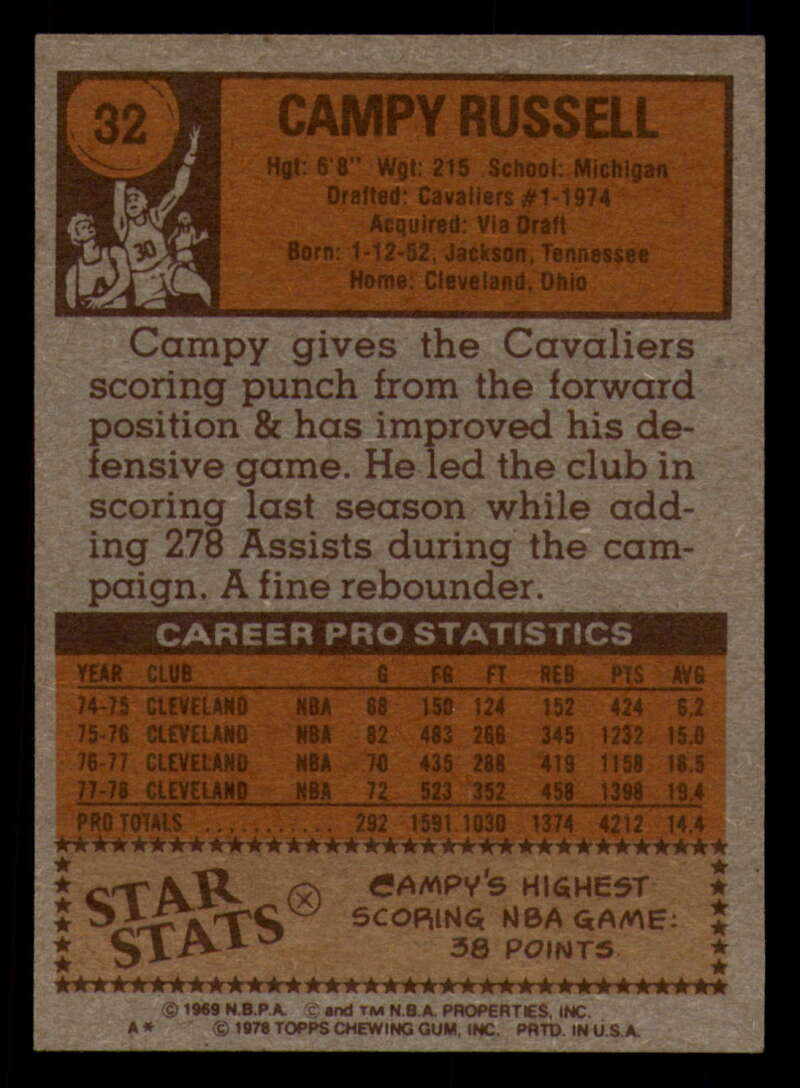 32
30
CAMPY RUSSELL
Hgt: 6'8" Wgt: 215 School: Michigan
Drafted: Cavaliers #1-1974
Acquired: Via Draft
Born: 1-12-52, Jackson, Tennessee
Home: Cleveland, Ohio
Campy gives the Cavaliers
scoring punch from the forward
position & has improved his de-
fensive game. He led the club in
scoring last season while add-
ing 278 Assists during the cam-
paign. A fine rebounder.
CAREER PRO STATISTICS
YEAR CLUB G FG FT REB PTS AVG
74-75 CLEVELAND NBA 68 150 124 152 424 6.2
75-76 CLEVELAND NBA 82 483 266 345 1232 15.0
76-77 CLEVELAND NBA 70 435 288 419 1158 16.5
77-78 CLEVELAND NBA 72 523 352 458 1398 19.4
PRO TOTALS ........... 292 1591 1030 1374 4212 14.4
STAR
STATS
CAMPY'S HIGHEST
SCORING NBA GAME:
38 POINTS.
© 1969 N.B.P.A. © and TM N.B.A. PROPERTIES, INC.
A* © 1978 TOPPS CHEWING GUM, INC. PRTD. IN U.S.A.